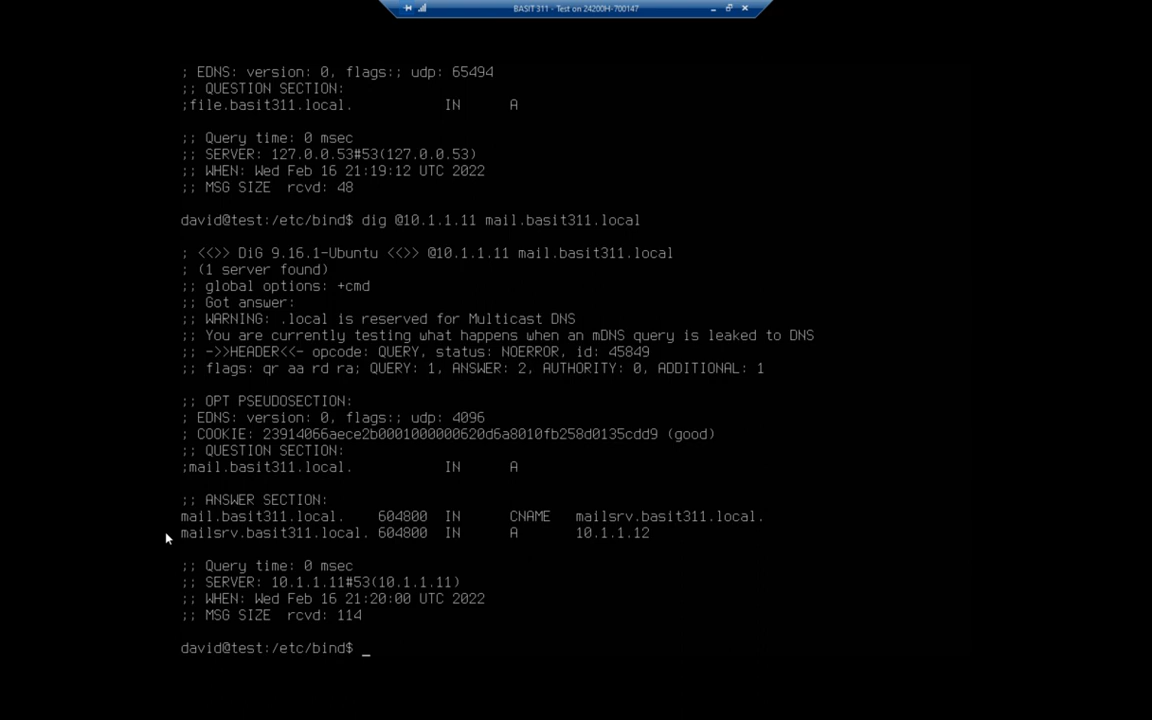 BASIT 311 - Test on 24200H-700147
; EDNS: version: 0, flags:; udp: 65494
;; QUESTION SECTION:
;file.basit311.local. IN A
;; Query time: 0 msec
;; SERVER: 127.0.0.53#53(127.0.0.53)
;; WHEN: Wed Feb 16 21:19:12 UTC 2022
;; MSG SIZE rcvd: 48
david@test:/etc/bind$ dig @10.1.1.11 mail.basit311.local
; <<>> DiG 9.16.1-Ubuntu <<>> @10.1.1.11 mail.basit311.local
; (1 server found)
;; global options: +cmd
;; Got answer:
;; WARNING: .local is reserved for Multicast DNS
;; You are currently testing what happens when an mDNS query is leaked to DNS
;; ->>HEADER<<- opcode: QUERY, status: NOERROR, id: 45849
;; flags: qr aa rd ra; QUERY: 1, ANSWER: 2, AUTHORITY: 0, ADDITIONAL: 1
;; OPT PSEUDOSECTION:
; EDNS: version: 0, flags:; udp: 4096
; COOKIE: 23914066aece2b0001000000620d6a8010fb258d0135cdd9 (good)
;; QUESTION SECTION:
;mail.basit311.local. IN A
;; ANSWER SECTION:
mail.basit311.local. 604800 IN CNAME mailsrv.basit311.local.
mailsrv.basit311.local. 604800 IN A 10.1.1.12
;; Query time: 0 msec
;; SERVER: 10.1.1.11#53(10.1.1.11)
;; WHEN: Wed Feb 16 21:20:00 UTC 2022
;; MSG SIZE rcvd: 114
david@test:/etc/bind$ _